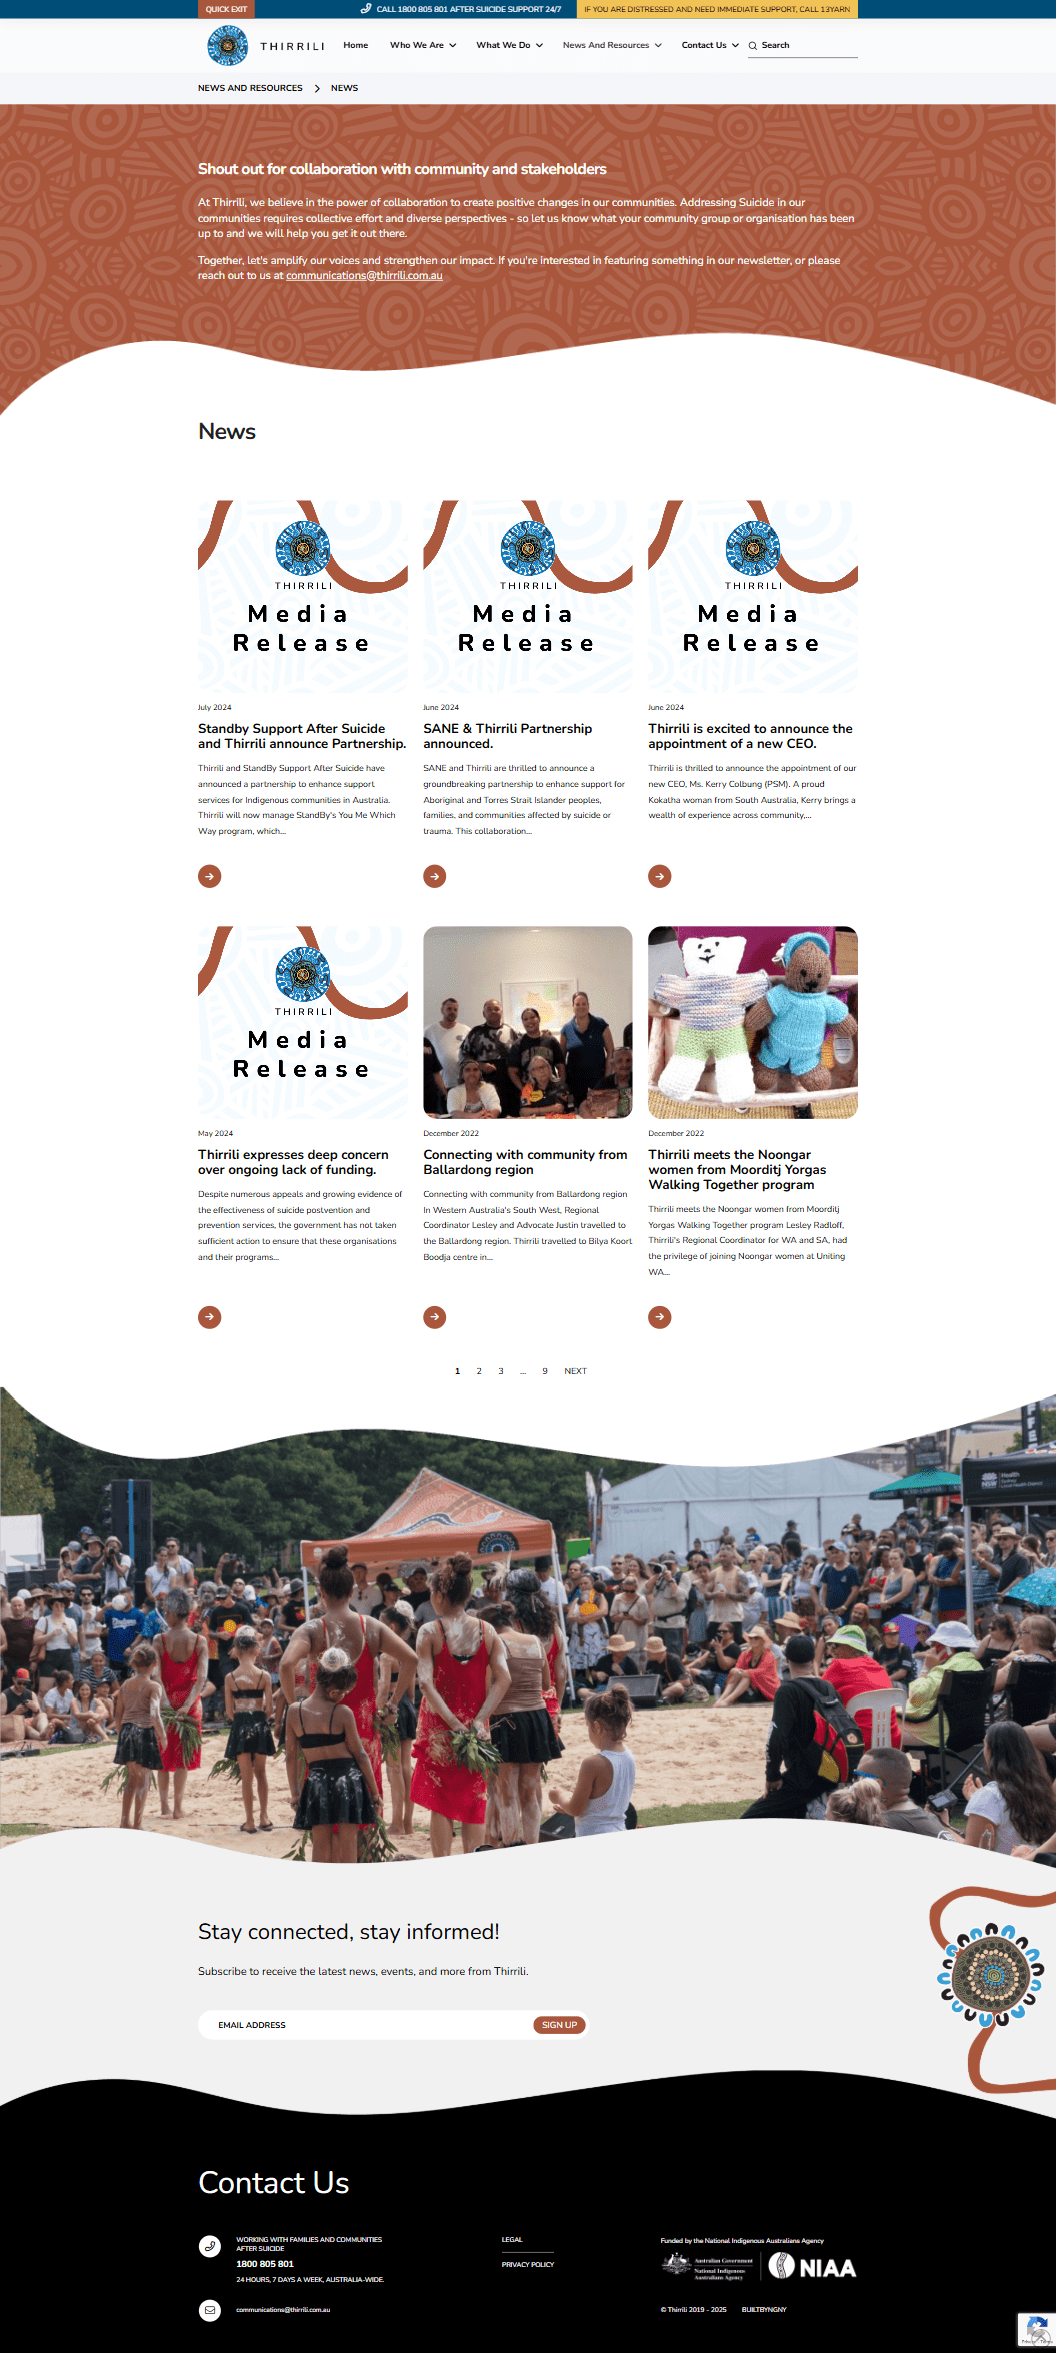 QUICK EXIT
CALL 1800 805 801 AFTER SUICIDE SUPPORT 24/7
IF YOU ARE DISTRESSED AND NEED IMMEDIATE SUPPORT, CALL 13YARN
THIRRILI
Home
Who We Are
What We Do
News And Resources
Contact Us
Search
NEWS AND RESOURCES
NEWS
Shout out for collaboration with community and stakeholders
At Thirrili, we believe in the power of collaboration to create positive changes in our communities. Addressing Suicide in our
communities requires collective effort and diverse perspectives - so let us know what your community group or organisation has been
up to and we will help you get it out there.
Together, let's amplify our voices and strengthen our impact. If you're interested in featuring something in our newsletter, or please
reach out to us at communications@thirrili.com.au
News
THIRRILI
Media
Release
July 2024
Standby Support After Suicide
and Thirrili announce Partnership.
Thirrili and StandBy Support After Suicide have
announced a partnership to enhance support
services for Indigenous communities in Australia.
Thirrili will now manage StandBy's You Me Which
Way program, which...
THIRRILI
Media
Release
June 2024
SANE & Thirrili Partnership
announced.
SANE and Thirrili are thrilled to announce a
groundbreaking partnership to enhance support for
Aboriginal and Torres Strait Islander peoples,
families, and communities affected by suicide or
trauma. This collaboration...
THIRRILI
Media
Release
June 2024
Thirrili is excited to announce the
appointment of a new CEO.
Thirrili is thrilled to announce the appointment of our
new CEO, Ms. Kerry Colbung (PSM). A proud
Kokatha woman from South Australia, Kerry brings a
wealth of experience across community,...
THIRRILI
Media
Release
May 2024
Thirrili expresses deep concern
over ongoing lack of funding.
Despite numerous appeals and growing evidence of
the effectiveness of suicide postvention and
prevention services, the government has not taken
sufficient action to ensure that these organisations
and their programs...
December 2022
Connecting with community from
Ballardong region
Connecting with community from Ballardong region
In Western Australia's South West, Regional
Coordinator Lesley and Advocate Justin travelled to
the Ballardong region. Thirrili travelled to Bilya Koort
Boodja centre in...
December 2022
Thirrili meets the Noongar
women from Moorditj Yorgas
Walking Together program
Thirrili meets the Noongar women from Moorditj
Yorgas Walking Together program Lesley Radloff,
Thirrili's Regional Coordinator for WA and SA, had
the privilege of joining Noongar women at Uniting
WA...
1 2 3 ... 9 NEXT
Health
Stay connected, stay informed!
Subscribe to receive the latest news, events, and more from Thirrili.
EMAIL ADDRESS
SIGN UP
Contact Us
WORKING WITH FAMILIES AND COMMUNITIES
AFTER SUICIDE
1800 805 801
24 HOURS, 7 DAYS A WEEK, AUSTRALIA-WIDE.
communications@thirrili.com.au
LEGAL
PRIVACY POLICY
Funded by the National Indigenous Australians Agency
Australian Government
National Indigenous
Australians Agency
NIAA
© Thirrili 2019 - 2025
BUILTBYNGNY